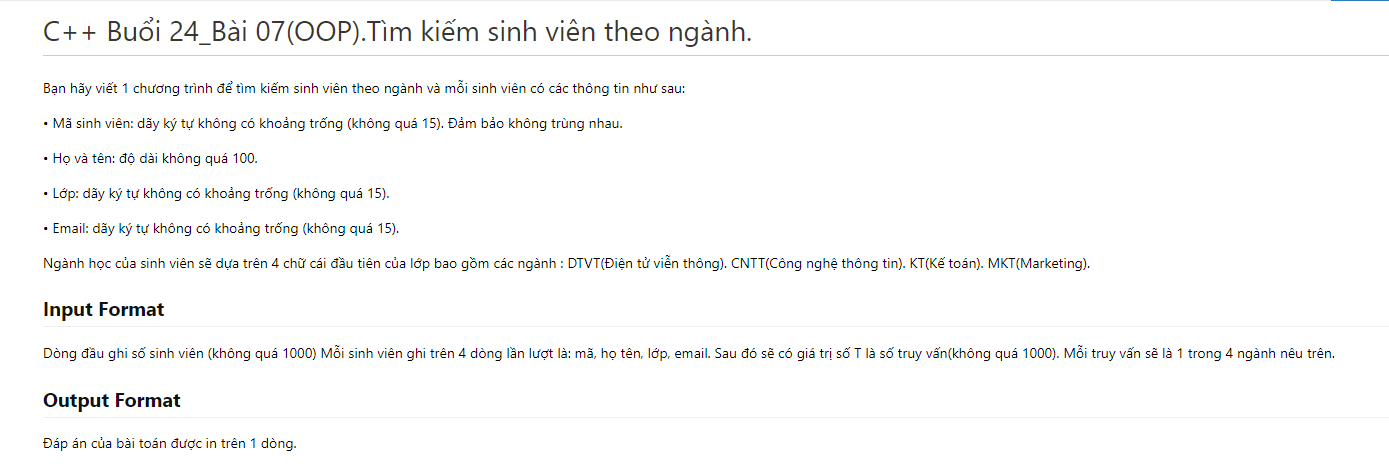 C++ Buổi 24_Bài 07(OOP).Tìm kiếm sinh viên theo ngành.
Bạn hãy viết 1 chương trình để tìm kiếm sinh viên theo ngành và mỗi sinh viên có các thông tin như sau:
• Mã sinh viên: dãy ký tự không có khoảng trống (không quá 15). Đảm bảo không trùng nhau.
• Họ và tên: độ dài không quá 100.
• Lớp: dãy ký tự không có khoảng trống (không quá 15).
• Email: dãy ký tự không có khoảng trống (không quá 15).
Ngành học của sinh viên sẽ dựa trên 4 chữ cái đầu tiên của lớp bao gồm các ngành : DTVT(Điện tử viễn thông). CNTT(Công nghệ thông tin). KT(Kế toán). MKT(Marketing).
Input Format
Dòng đầu ghi số sinh viên (không quá 1000) Mỗi sinh viên ghi trên 4 dòng lần lượt là: mã, họ tên, lớp, email. Sau đó sẽ có giá trị số T là số truy vấn(không quá 1000). Mỗi truy vấn sẽ là 1 trong 4 ngành nêu trên.
Output Format
Đáp án của bài toán được in trên 1 dòng.